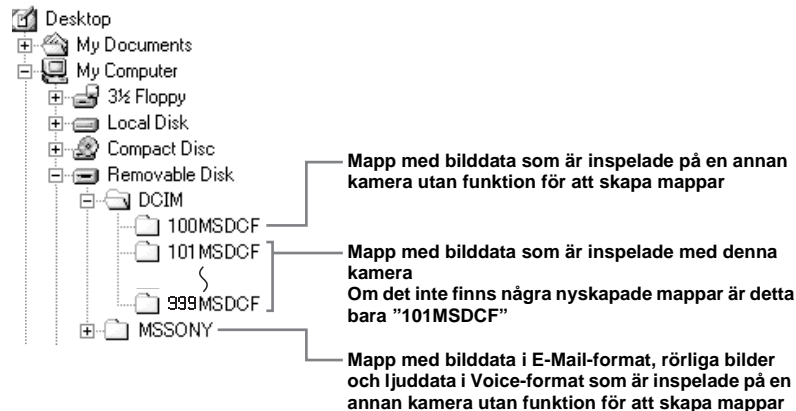 Desktop
My Documents
My Computer
3½ Floppy
Local Disk
Compact Disc
Removable Disk
DCIM
100MSDCF
101MSDCF
999MSDCF
MSSONY
Mapp med bilddata som är inspelade på en annan
kamera utan funktion för att skapa mappar
Mapp med bilddata som är inspelade med denna
kamera
Om det inte finns några nyskapade mappar är detta
bara ”101MSDCF”
Mapp med bilddata i E-Mail-format, rörliga bilder
och ljuddata i Voice-format som är inspelade på en
annan kamera utan funktion för att skapa mappar